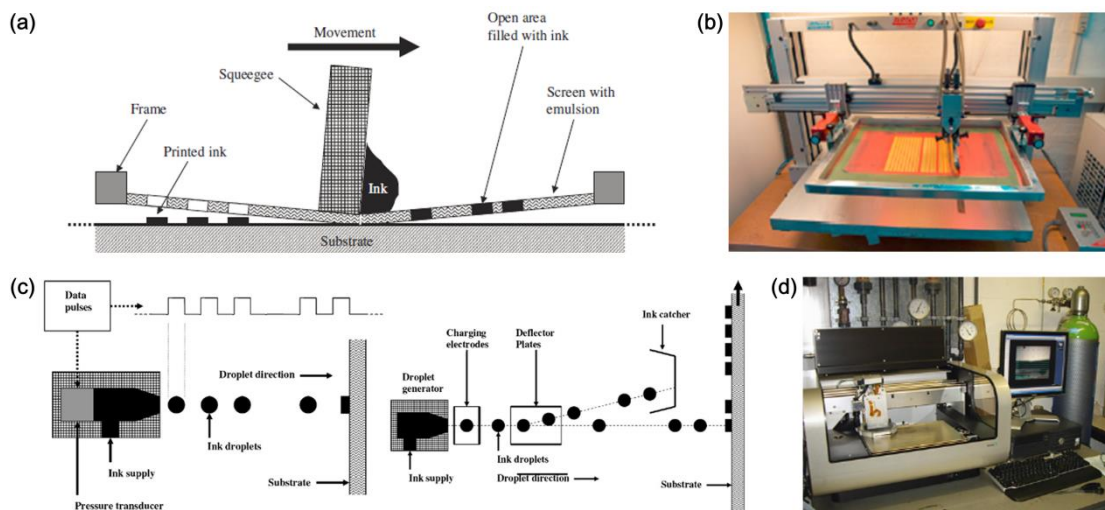 (a)
Movement
Squeegee
Open area
filled with ink
Screen with
emulsion
Frame
Printed ink
Ink
Substrate
(b)
(c)
Data
pulses
Droplet direction
Ink droplets
Ink supply
Substrate
Pressure transducer
Charging
electrodes
Deflector
Plates
Ink catcher
Droplet
generator
Ink droplets
Ink supply
Droplet direction
Substrate
(d)